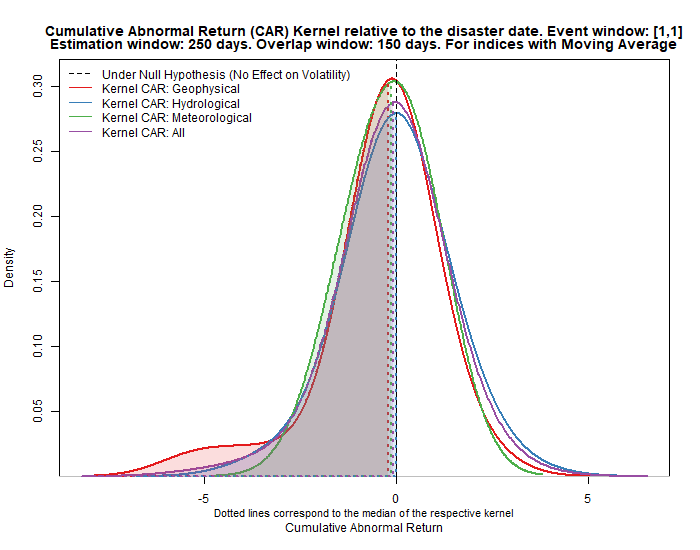 Cumulative Abnormal Return (CAR) Kernel relative to the disaster date. Event window: [1,1]
Estimation window: 250 days. Overlap window: 150 days. For indices with Moving Average
Under Null Hypothesis (No Effect on Volatility)
Kernel CAR: Geophysical
Kernel CAR: Hydrological
Kernel CAR: Meteorological
Kernel CAR: All
Density
0.30
0.25
0.20
0.15
0.10
0.05
-5 0 5
Dotted lines correspond to the median of the respective kernel
Cumulative Abnormal Return